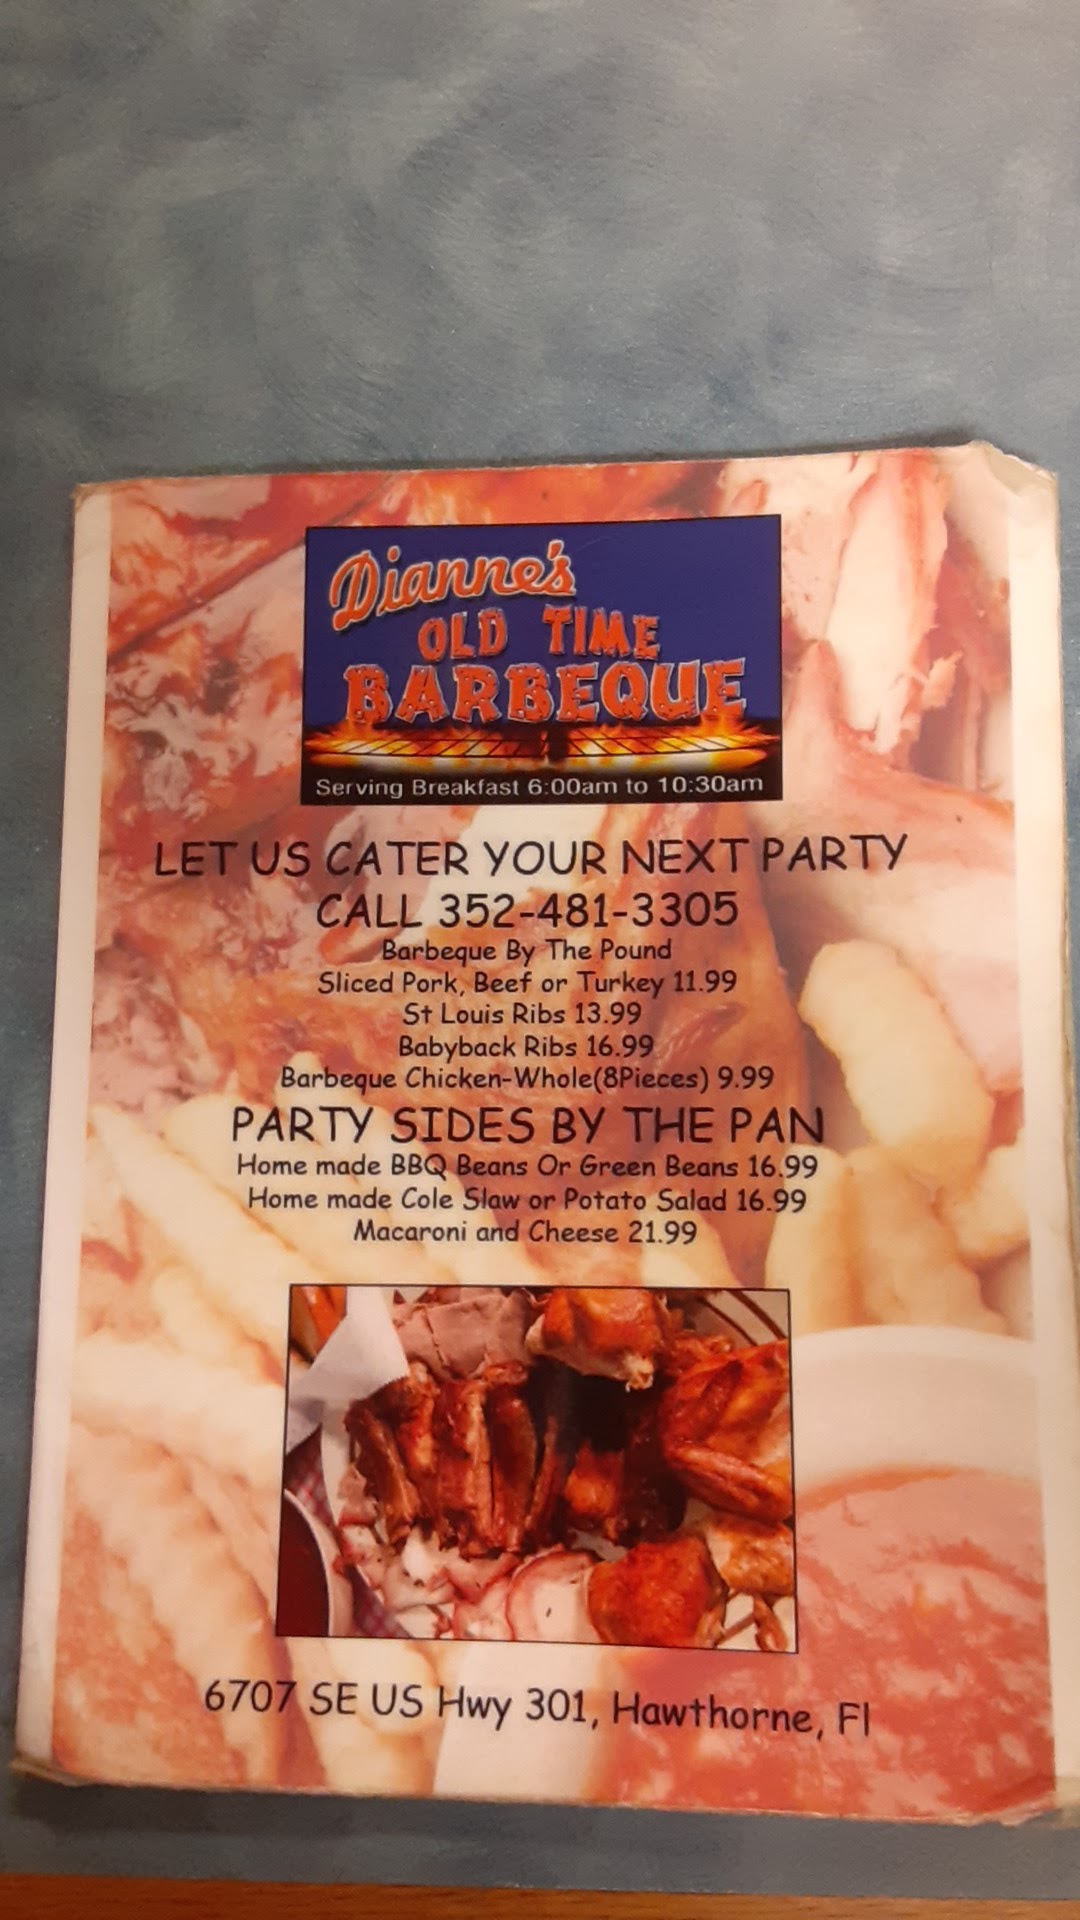 Dianne's
OLD TIME
BARBEQUE
Serving Breakfast 6:00am to 10:30am
LET US CATER YOUR NEXT PARTY
CALL 352-481-3305
Barbeque By The Pound
Sliced Pork, Beef or Turkey 11.99
St Louis Ribs 13.99
Babyback Ribs 16.99
Barbeque Chicken-Whole(8Pieces) 9.99
PARTY SIDES BY THE PAN
Home made BBQ Beans Or Green Beans 16.99
Home made Cole Slaw or Potato Salad 16.99
Macaroni and Cheese 21.99
6707 SE US Hwy 301, Hawthorne, Fl